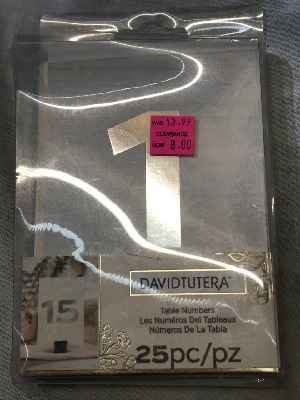 WAS 13.99
CLEARANCE
NOW 8.00
1
DAVIDTUTERA™
Table Numbers
Les Numéros Del Tableaux
Números De La Tabla
15
25pc/pz